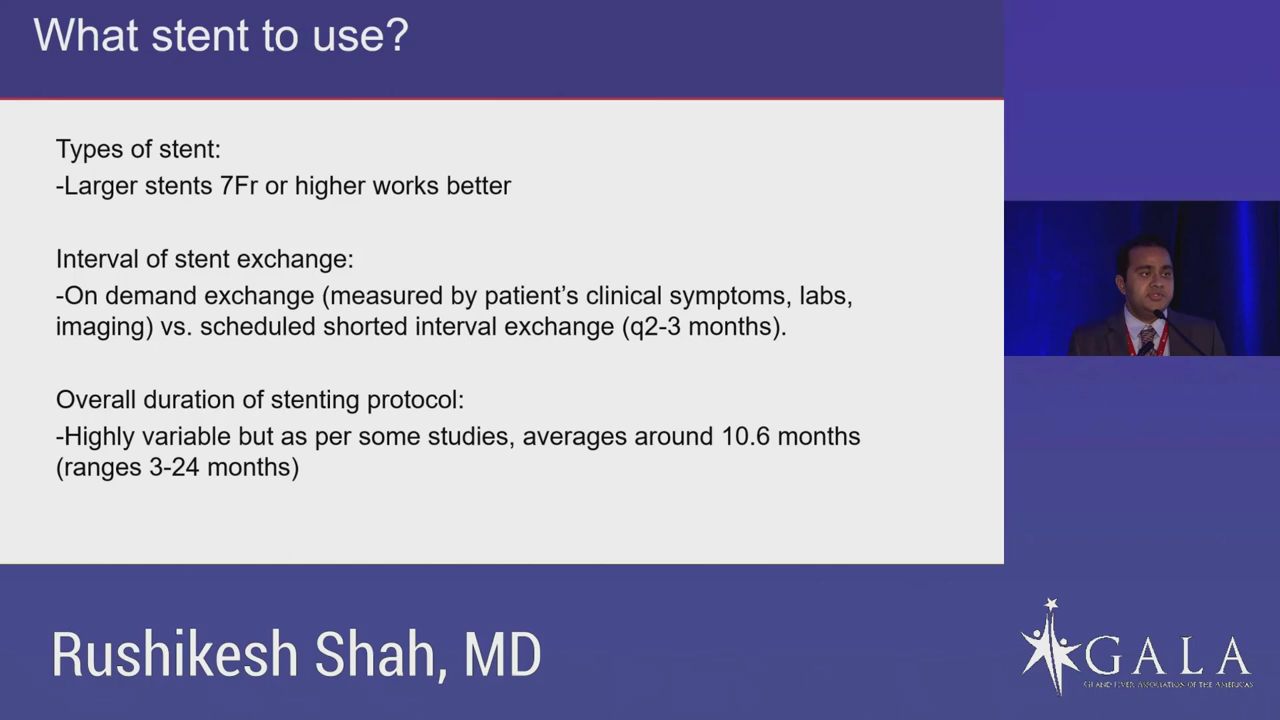 What stent to use?
Types of stent:
-Larger stents 7Fr or higher works better
Interval of stent exchange:
-On demand exchange (measured by patient’s clinical symptoms, labs,
imaging) vs. scheduled shorted interval exchange (q2-3 months).
Overall duration of stenting protocol:
-Highly variable but as per some studies, averages around 10.6 months
(ranges 3-24 months)
Rushikesh Shah, MD
GALA
GI AND LIVER ASSOCIATION OF THE AMERICAS